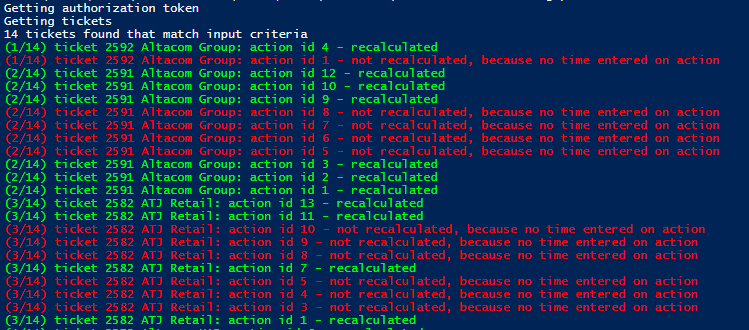 Getting authorization token
Getting tickets
14 tickets found that match input criteria
(1/14) ticket 2592 Altacom Group: action id 4 - recalculated
(1/14) ticket 2592 Altacom Group: action id 1 - not recalculated, because no time entered on action
(2/14) ticket 2591 Altacom Group: action id 12 - recalculated
(2/14) ticket 2591 Altacom Group: action id 10 - recalculated
(2/14) ticket 2591 Altacom Group: action id 9 - recalculated
(2/14) ticket 2591 Altacom Group: action id 8 - not recalculated, because no time entered on action
(2/14) ticket 2591 Altacom Group: action id 7 - not recalculated, because no time entered on action
(2/14) ticket 2591 Altacom Group: action id 6 - not recalculated, because no time entered on action
(2/14) ticket 2591 Altacom Group: action id 5 - not recalculated, because no time entered on action
(2/14) ticket 2591 Altacom Group: action id 3 - recalculated
(2/14) ticket 2591 Altacom Group: action id 2 - recalculated
(2/14) ticket 2591 Altacom Group: action id 1 - recalculated
(3/14) ticket 2582 ATJ Retail: action id 13 - recalculated
(3/14) ticket 2582 ATJ Retail: action id 11 - recalculated
(3/14) ticket 2582 ATJ Retail: action id 10 - not recalculated, because no time entered on action
(3/14) ticket 2582 ATJ Retail: action id 9 - not recalculated, because no time entered on action
(3/14) ticket 2582 ATJ Retail: action id 8 - not recalculated, because no time entered on action
(3/14) ticket 2582 ATJ Retail: action id 7 - recalculated
(3/14) ticket 2582 ATJ Retail: action id 5 - not recalculated, because no time entered on action
(3/14) ticket 2582 ATJ Retail: action id 4 - not recalculated, because no time entered on action
(3/14) ticket 2582 ATJ Retail: action id 3 - not recalculated, because no time entered on action
(3/14) ticket 2582 ATJ Retail: action id 1 - recalculated